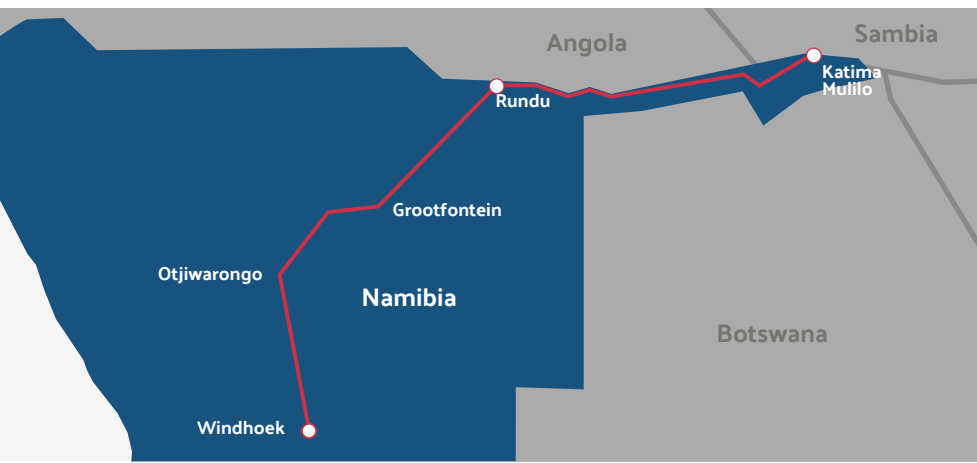 Sambia
Angola
Katima
Mulilo
Rundu
Grootfontein
Otjiwarongo
Namibia
Botswana
Windhoek